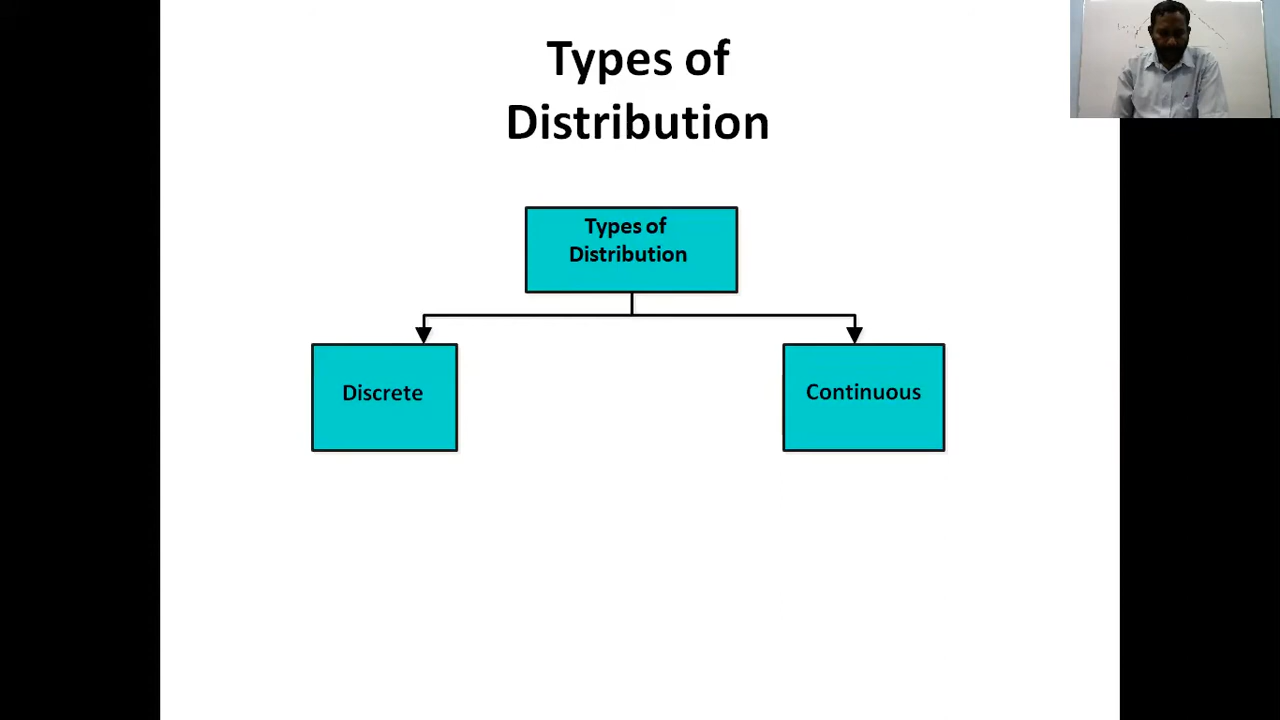 Types of
Distribution
Types of
Distribution
Discrete
Continuous